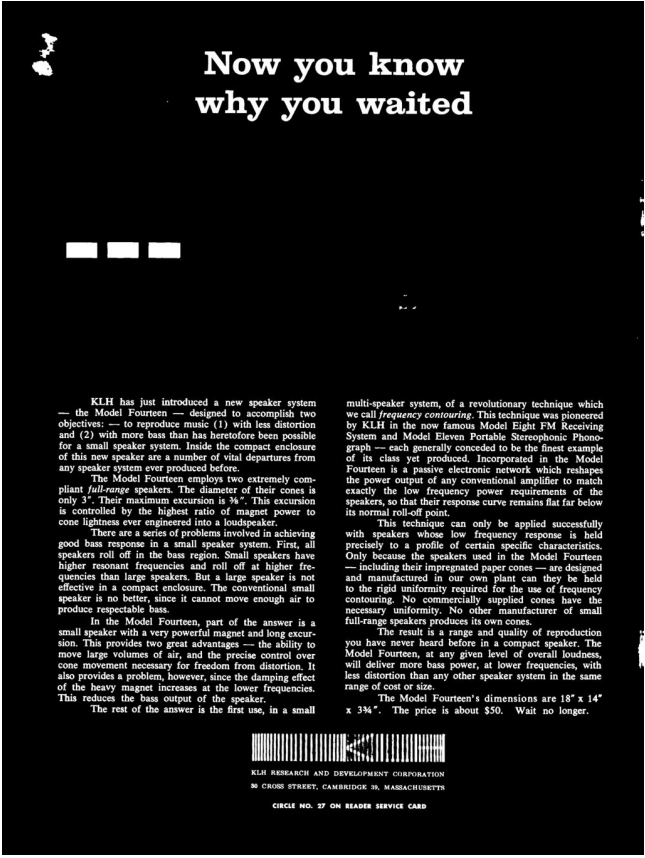 Now you know
why you waited
KLH has just introduced a new speaker system
— the Model Fourteen — designed to accomplish two
objectives: — to reproduce music (1) with less distortion
and (2) with more bass than has heretofore been possible
for a small speaker system. Inside the compact enclosure
of this new speaker are a number of vital departures from
any speaker system ever produced before.
The Model Fourteen employs two extremely com-
pliant full-range speakers. The diameter of their cones is
only 3". Their maximum excursion is ⅜". This excursion
is controlled by the highest ratio of magnet power to
cone lightness ever engineered into a loudspeaker.
There are a series of problems involved in achieving
good bass response in a small speaker system. First, all
speakers roll off in the bass region. Small speakers have
higher resonant frequencies and roll off at higher fre-
quencies than large speakers. But a large speaker is not
effective in a compact enclosure. The conventional small
speaker is no better, since it cannot move enough air to
produce respectable bass.
In the Model Fourteen, part of the answer is a
small speaker with a very powerful magnet and long excur-
sion. This provides two great advantages — the ability to
move large volumes of air, and the precise control over
cone movement necessary for freedom from distortion. It
also provides a problem, however, since the damping effect
of the heavy magnet increases at the lower frequencies.
This reduces the bass output of the speaker.
The rest of the answer is the first use, in a small
multi-speaker system, of a revolutionary technique which
we call frequency contouring. This technique was pioneered
by KLH in the now famous Model Eight FM Receiving
System and Model Eleven Portable Stereophonic Phono-
graph — each generally conceded to be the finest example
of its class yet produced. Incorporated in the Model
Fourteen is a passive electronic network which reshapes
the power output of any conventional amplifier to match
exactly the low frequency power requirements of the
speakers, so that their response curve remains flat far below
its normal roll-off point.
This technique can only be applied successfully
with speakers whose low frequency response is held
precisely to a profile of certain specific characteristics.
Only because the speakers used in the Model Fourteen
— including their impregnated paper cones — are designed
and manufactured in our own plant can they be held
to the rigid uniformity required for the use of frequency
contouring. No commercially supplied cones have the
necessary uniformity. No other manufacturer of small
full-range speakers produces its own cones.
The result is a range and quality of reproduction
you have never heard before in a compact speaker. The
Model Fourteen, at any given level of overall loudness,
will deliver more bass power, at lower frequencies, with
less distortion than any other speaker system in the same
range of cost or size.
The Model Fourteen's dimensions are 18" x 14"
x 3¾". The price is about $50. Wait no longer.
KLH
KLH RESEARCH AND DEVELOPMENT CORPORATION
30 CROSS STREET, CAMBRIDGE 39, MASSACHUSETTS
CIRCLE NO. 27 ON READER SERVICE CARD